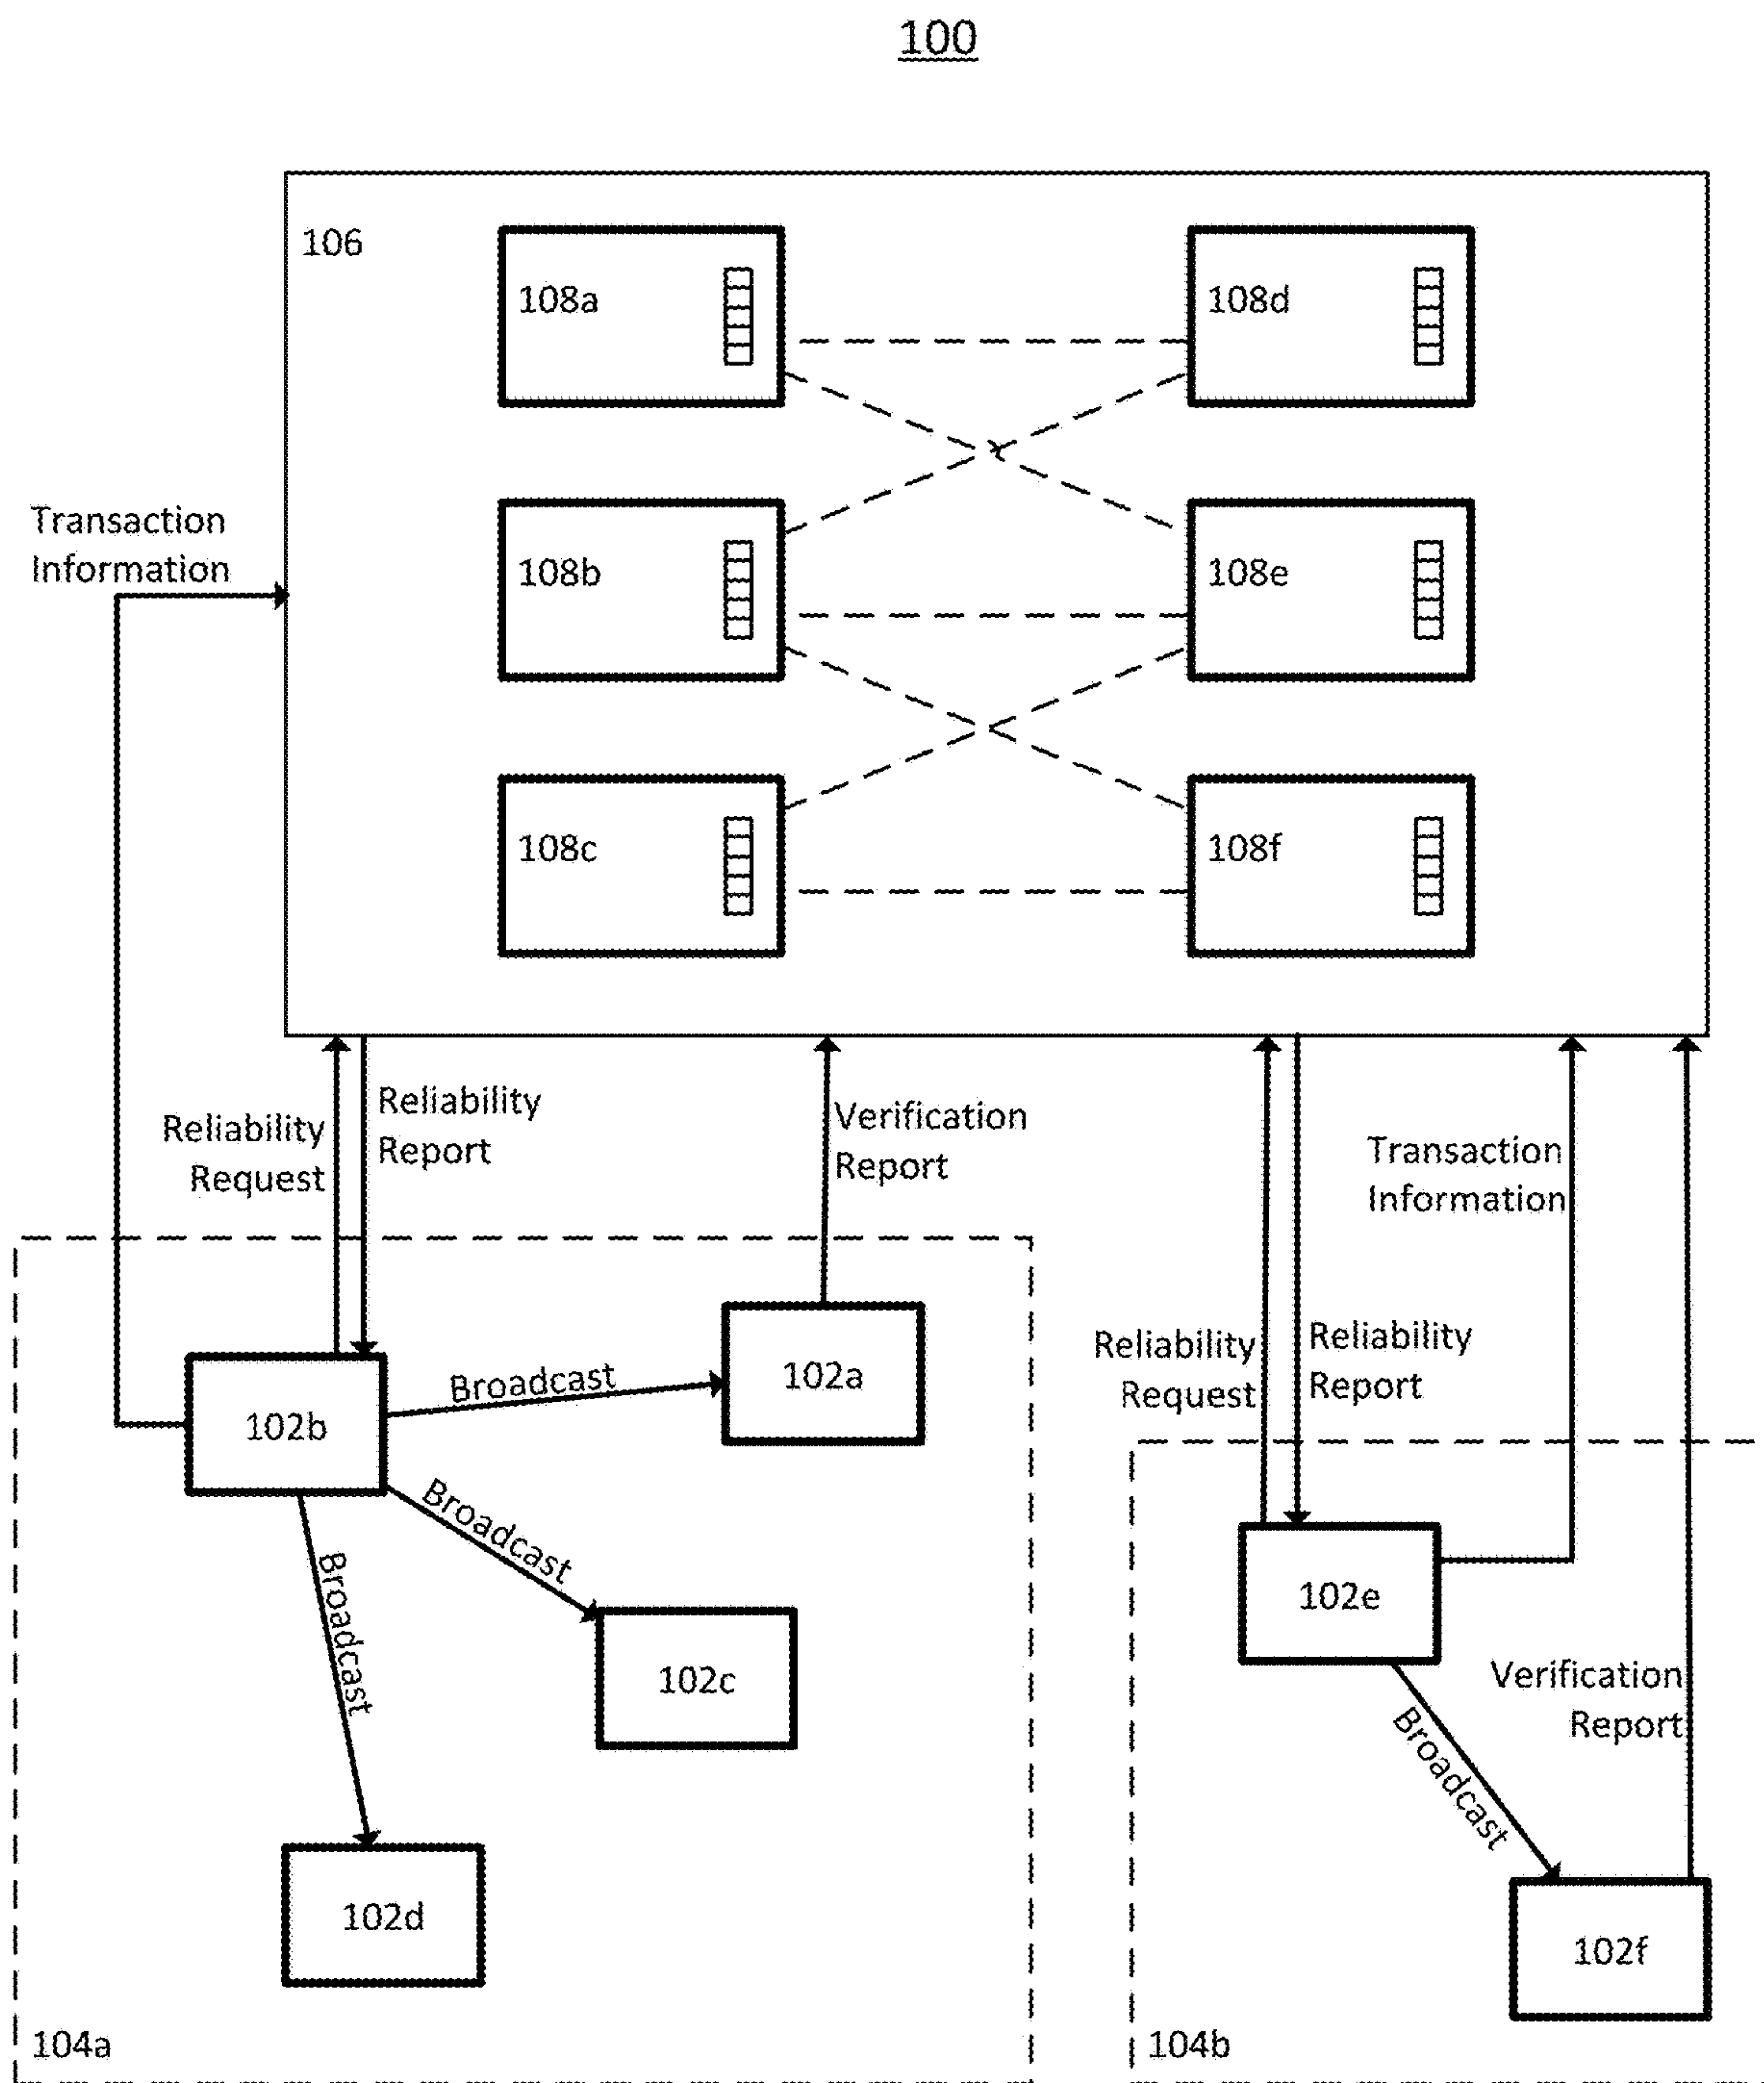 100
106
108a
108d
Transaction
Information
108b
108e
108c
108f
Reliability
Request
Reliability
Report
Verification
Report
Transaction
Information
Reliability
Request
Reliability
Report
102b
Broadcast
102a
Broadcast
Broadcast
102c
102d
104a
102e
Verification
Report
Broadcast
102f
104b